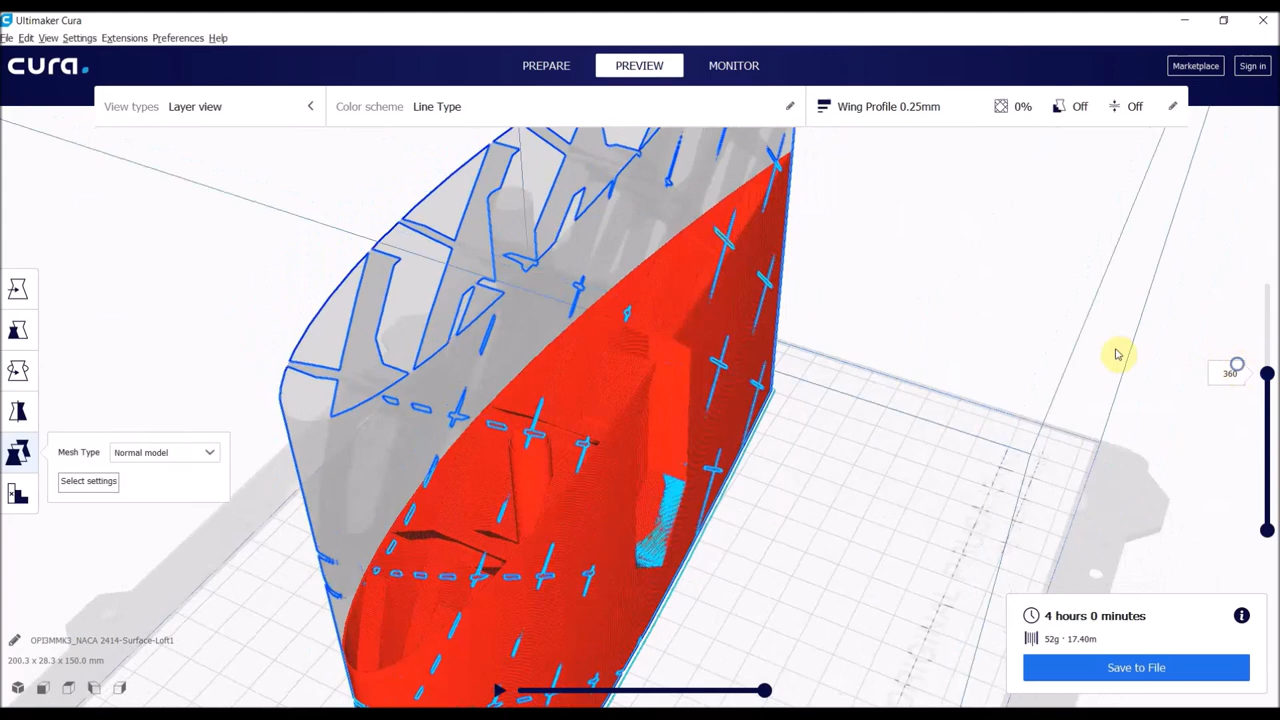 Ultimaker Cura
File Edit View Settings Extensions Preferences Help
cura.
PREPARE PREVIEW MONITOR
Marketplace Sign in
View types Layer view Color scheme Line Type Wing Profile 0.25mm 0% Off Off
360
Mesh Type Normal model
Select settings
4 hours 0 minutes
52g · 17.40m
Save to File
OPI3MMK3_NACA 2414-Surface-Loft1
200.3 x 28.3 x 150.0 mm